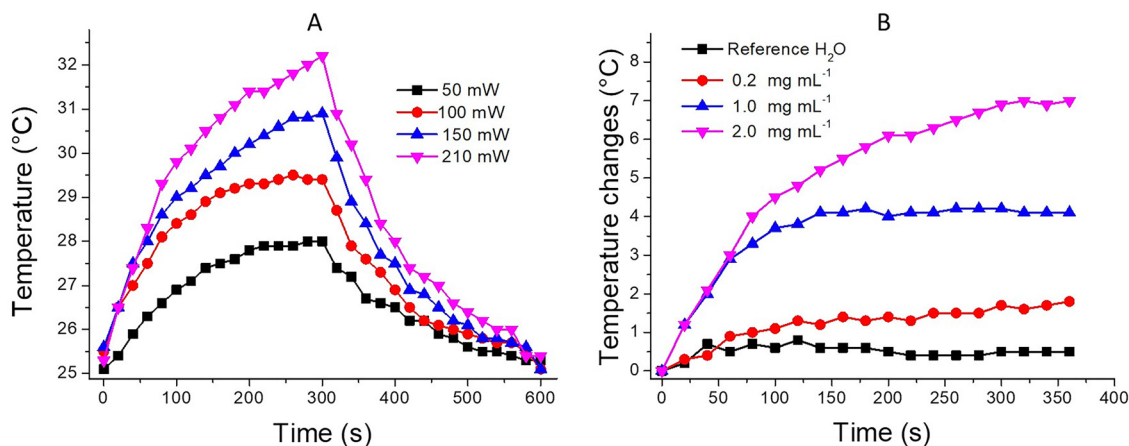 A
Temperature (°C)
32
31
30
29
28
27
26
25
50 mW
100 mW
150 mW
210 mW
0
100
200
300
400
500
600
Time (s)
B
Temperature changes (°C)
8
7
6
5
4
3
2
1
0
Reference H₂O
0.2 mg mL⁻¹
1.0 mg mL⁻¹
2.0 mg mL⁻¹
0
50
100
150
200
250
300
350
400
Time (s)